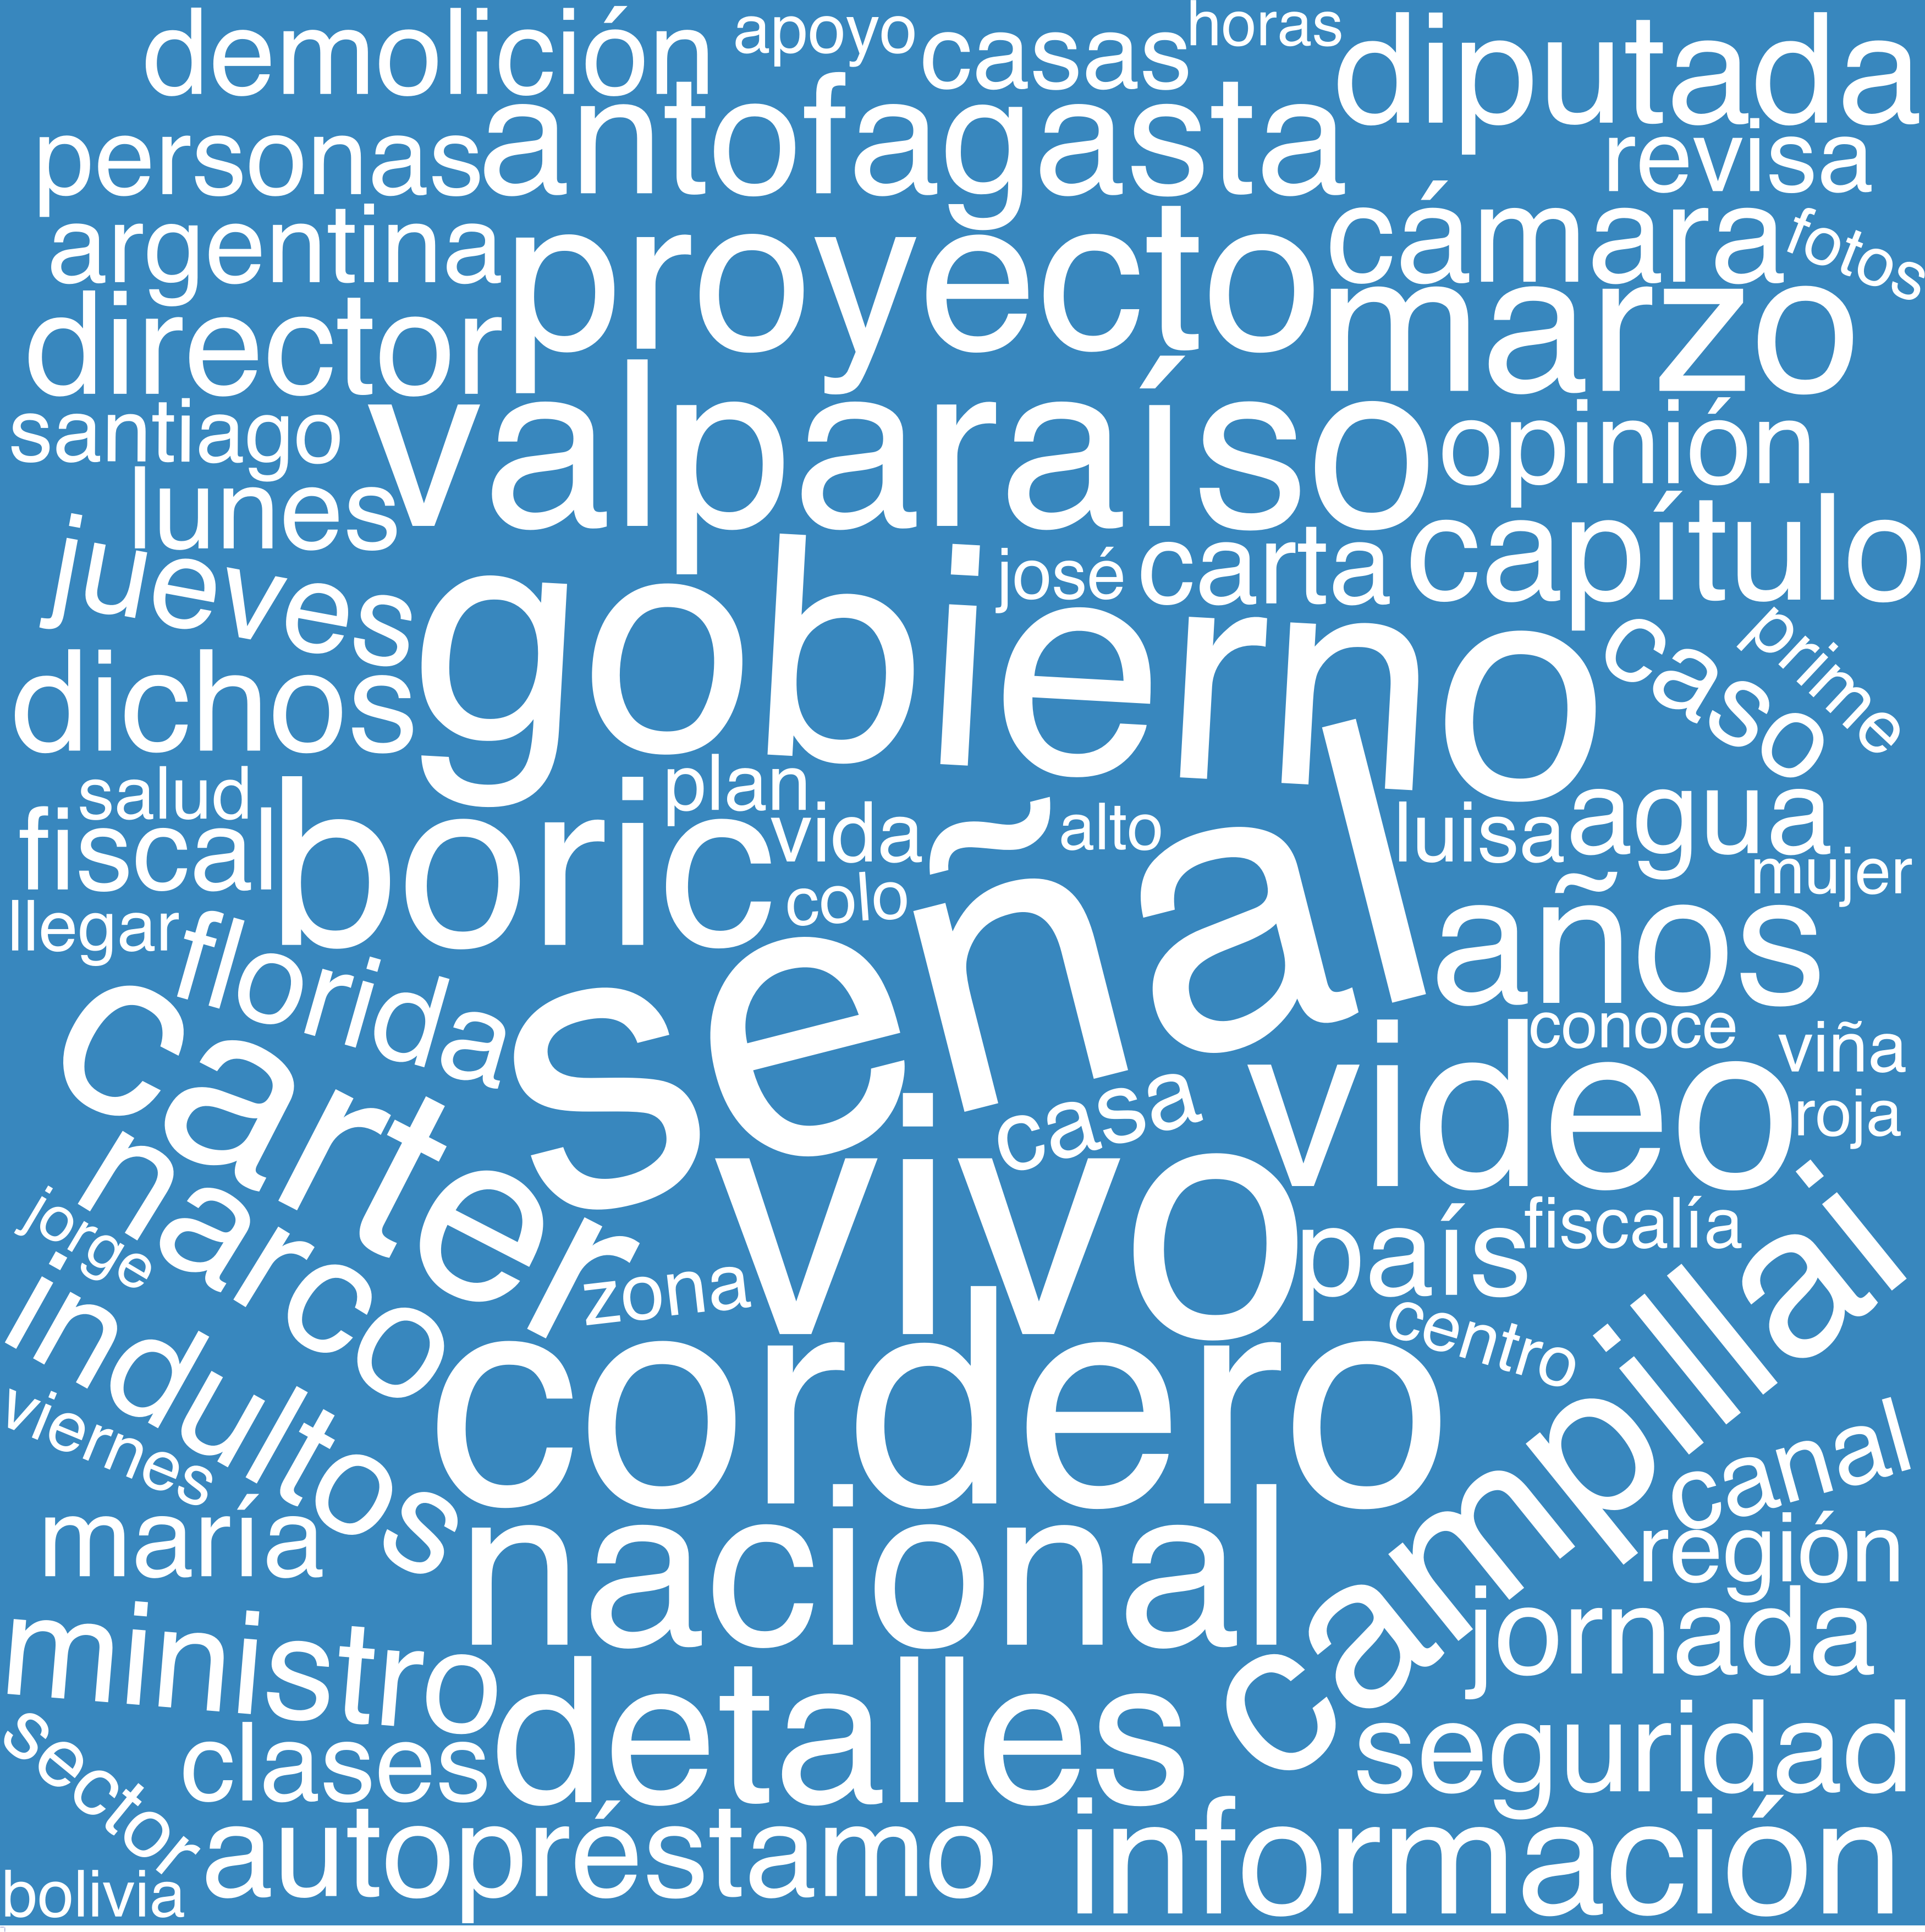 demolición apoyo casas horas diputada
personas antofagasta revisa
argentina proyecto cámara fotos
director marzo
santiago valparaíso opinión
lunes
jueves gobierno josé carta capítulo
dichos caso prime
salud boric plan vida alto luisa agua
fiscal colo mujer
llegar florida señal años
conoce viña
carter casa video roja
narco vivo país fiscalía
jorge zona centro
indultos cordero campillai
viernes canal
maría nacional región
ministro jornada
sector clases detalles seguridad
bolivia autopréstamo información